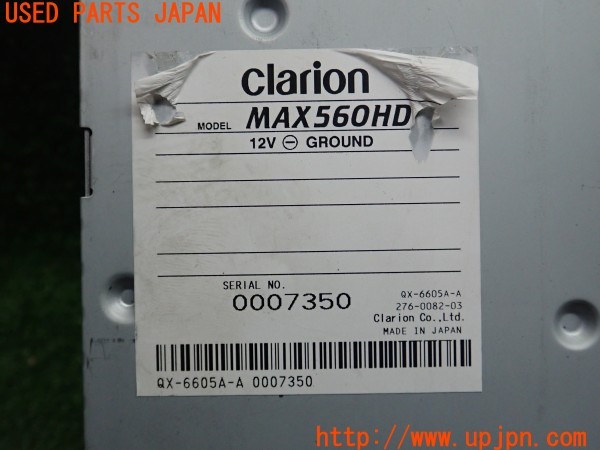 USED PARTS JAPAN
Clarion
MODEL MAX560HD
12V ⊖ GROUND
SERIAL NO.
0007350
QX-6605A-A
276-0082-03
Clarion Co.,Ltd.
MADE IN JAPAN
QX-6605A-A 0007350
http://www.upjpn.com